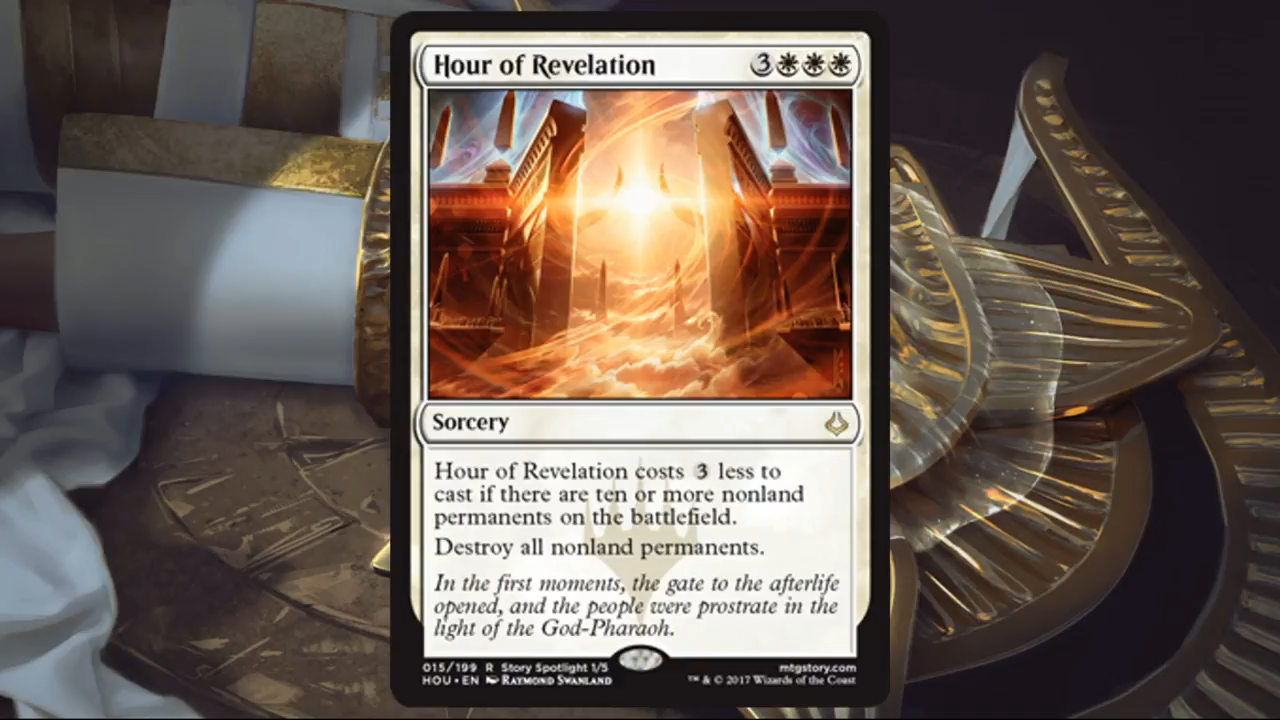 Hour of Revelation 3
Sorcery
Hour of Revelation costs 3 less to
cast if there are ten or more nonland
permanents on the battlefield.
Destroy all nonland permanents.
In the first moments, the gate to the afterlife
opened, and the people were prostrate in the
light of the God-Pharaoh.
015/199 R Story Spotlight 1/5 mtgstory.com
HOU • EN Raymond Swanland ™ & © 2017 Wizards of the Coast